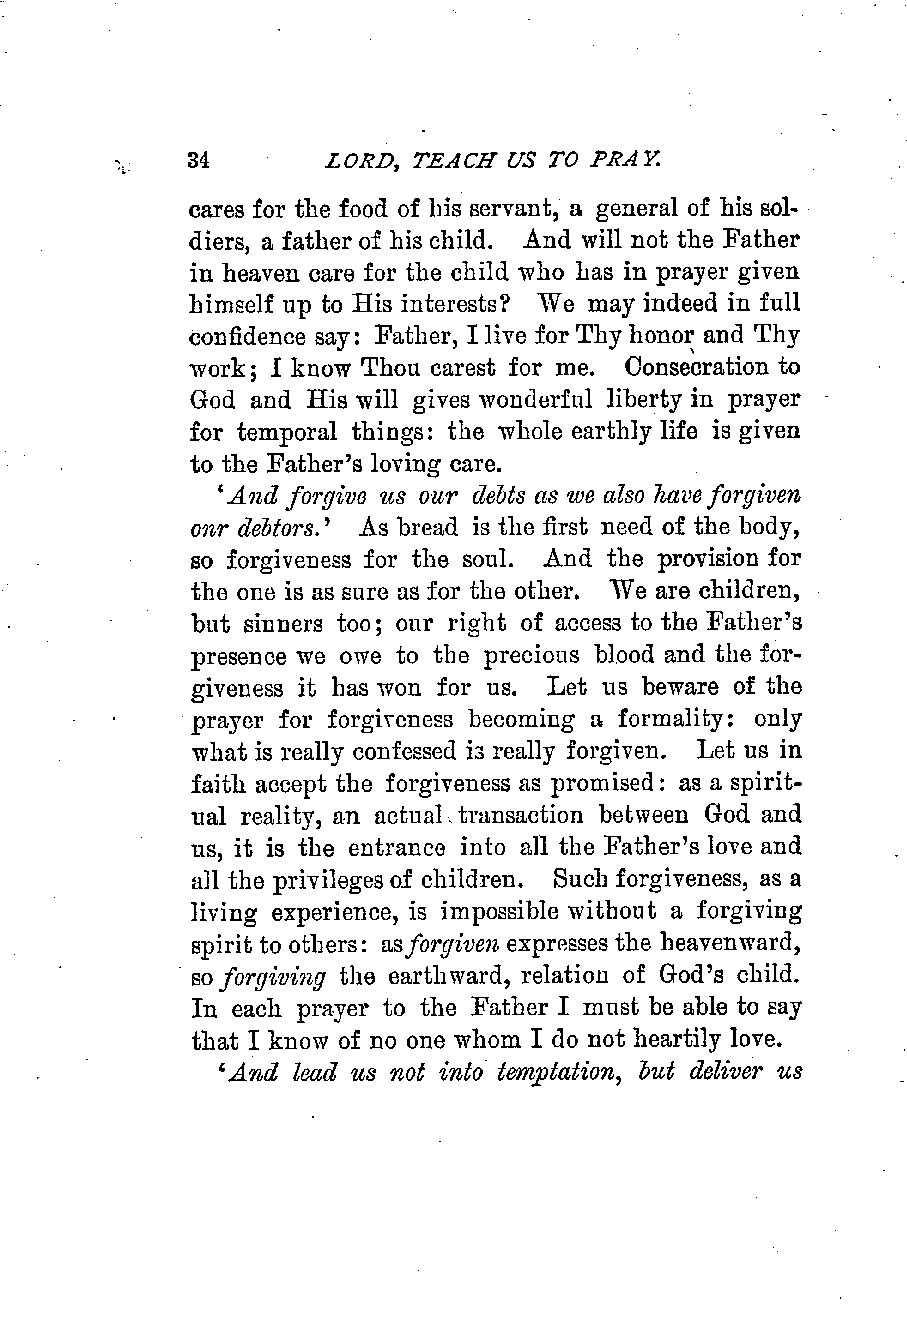 34 LORD, TEACH US TO PRAY.
cares for the food of his servant, a general of his sol-
diers, a father of his child. And will not the Father
in heaven care for the child who has in prayer given
himself up to His interests? We may indeed in full
confidence say: Father, I live for Thy honor and Thy
work; I know Thou carest for me. Consecration to
God and His will gives wonderful liberty in prayer
for temporal things: the whole earthly life is given
to the Father's loving care.
'And forgive us our debts as we also have forgiven
our debtors.' As bread is the first need of the body,
so forgiveness for the soul. And the provision for
the one is as sure as for the other. We are children,
but sinners too; our right of access to the Father's
presence we owe to the precious blood and the for-
giveness it has won for us. Let us beware of the
prayer for forgiveness becoming a formality: only
what is really confessed is really forgiven. Let us in
faith accept the forgiveness as promised: as a spirit-
ual reality, an actual transaction between God and
us, it is the entrance into all the Father's love and
all the privileges of children. Such forgiveness, as a
living experience, is impossible without a forgiving
spirit to others: as forgiven expresses the heavenward,
so forgiving the earthward, relation of God's child.
In each prayer to the Father I must be able to say
that I know of no one whom I do not heartily love.
'And lead us not into temptation, but deliver us